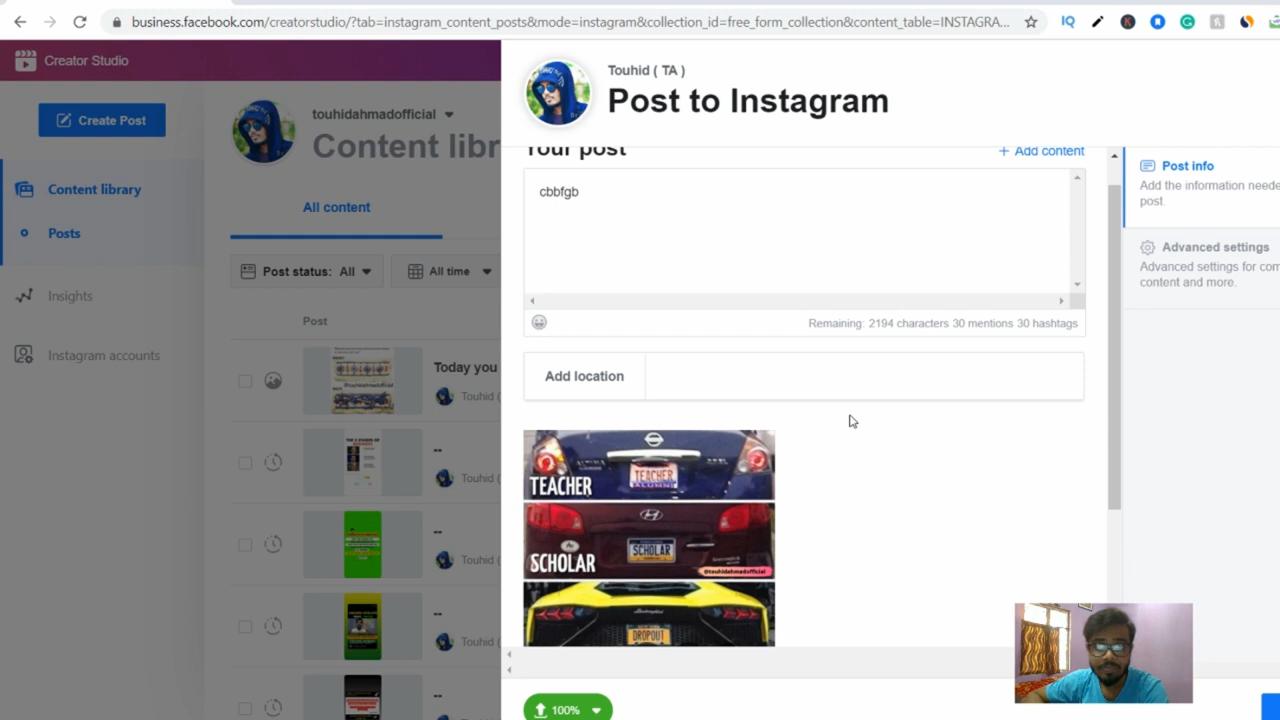 business.facebook.com/creatorstudio/?tab=instagram_content_posts&mode=instagram&collection_id=free_form_collection&content_table=INSTAGRA...
Creator Studio
Create Post
Content library
Posts
Insights
Instagram accounts
touhidahmadofficial
Content libr
All content
Post status: All
All time
Post
Today you
Touhid (
--
Touhid (
--
Touhid (
--
Touhid (
--
Touhid ( TA )
Post to Instagram
Your post
+ Add content
cbbfgb
Remaining: 2194 characters 30 mentions 30 hashtags
Add location
TEACHER
TEACHER
ALUMNI
SCHOLAR
SCHOLAR
@touhidahmadofficial
DROPOUT
100%
Post info
Add the information neede
post.
Advanced settings
Advanced settings for com
content and more.